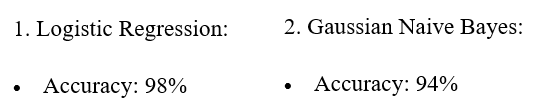 1. Logistic Regression:
• Accuracy: 98%
2. Gaussian Naive Bayes:
• Accuracy: 94%